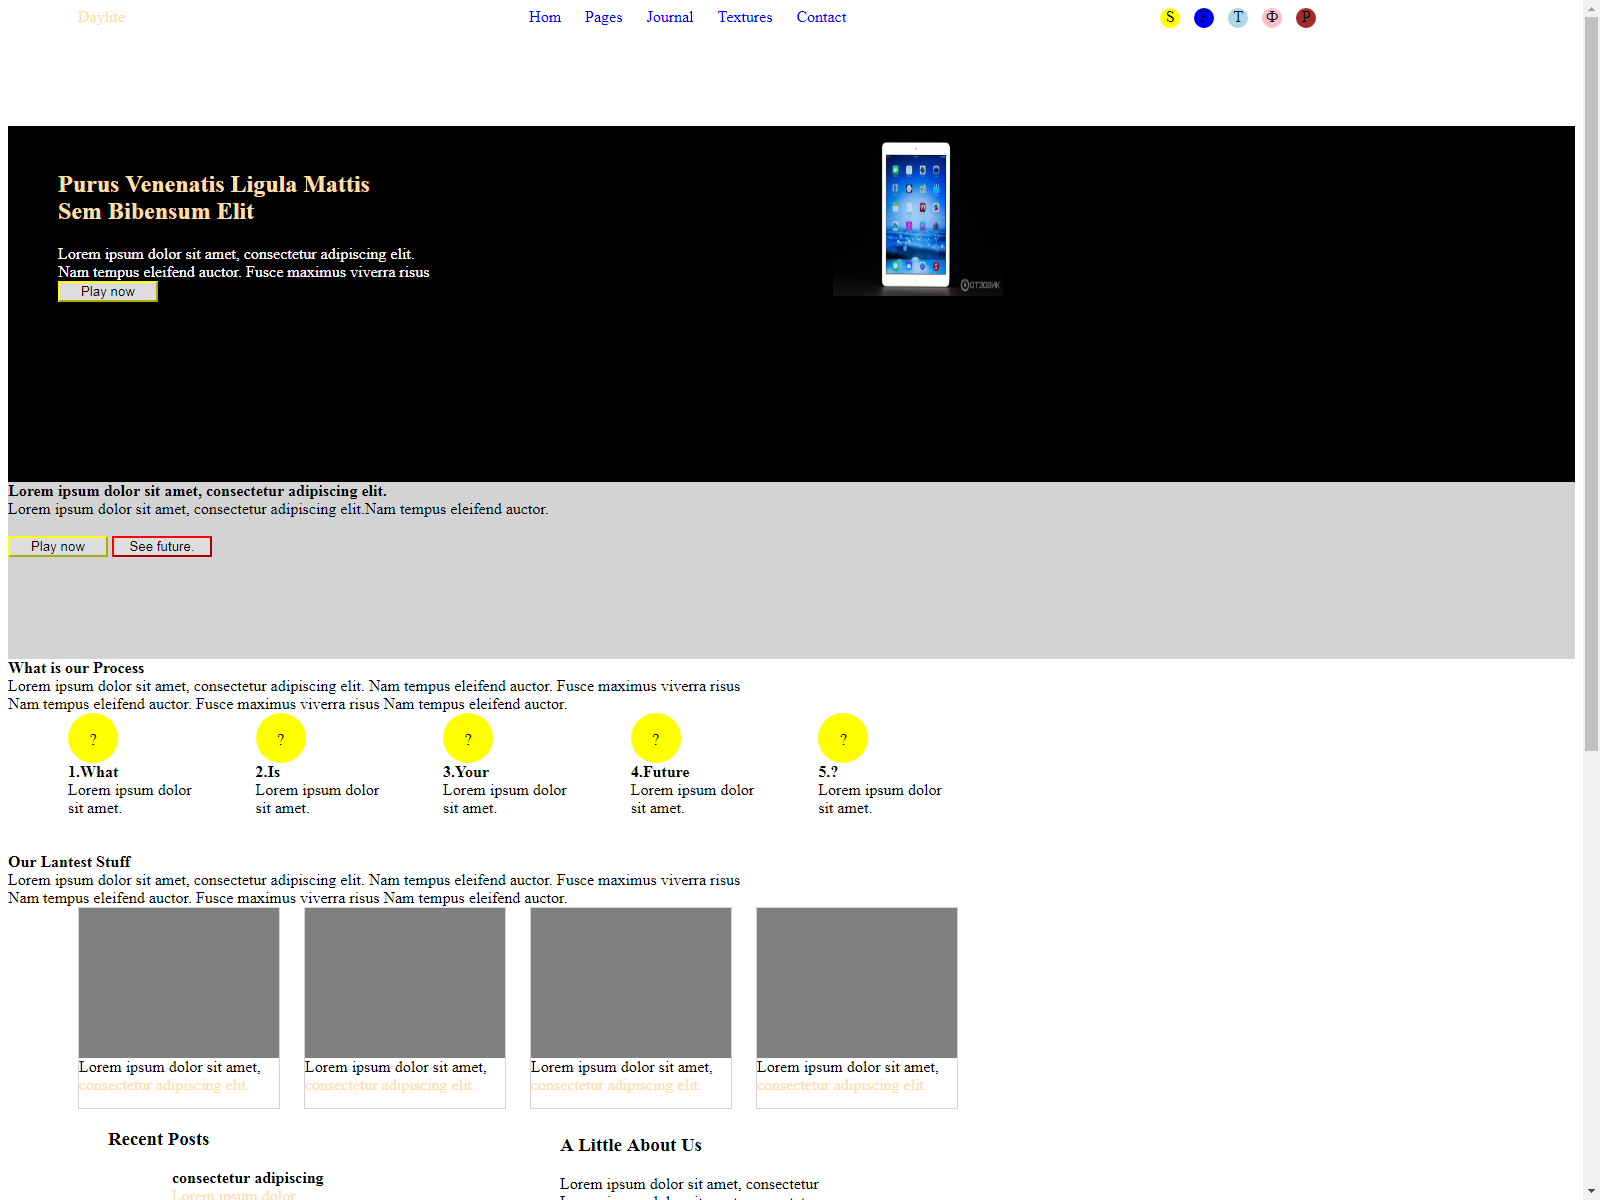 Daylite
Hom Pages Journal Textures Contact
S F T Ф P
Purus Venenatis Ligula Mattis
Sem Bibensum Elit
Lorem ipsum dolor sit amet, consectetur adipiscing elit.
Nam tempus eleifend auctor. Fusce maximus viverra risus
Play now
ОТЗОВИК
Lorem ipsum dolor sit amet, consectetur adipiscing elit.
Lorem ipsum dolor sit amet, consectetur adipiscing elit.Nam tempus eleifend auctor.
Play now See future.
What is our Process
Lorem ipsum dolor sit amet, consectetur adipiscing elit. Nam tempus eleifend auctor. Fusce maximus viverra risus
Nam tempus eleifend auctor. Fusce maximus viverra risus Nam tempus eleifend auctor.
? ? ? ? ?
1.What 2.Is 3.Your 4.Future 5.?
Lorem ipsum dolor Lorem ipsum dolor Lorem ipsum dolor Lorem ipsum dolor Lorem ipsum dolor
sit amet. sit amet. sit amet. sit amet. sit amet.
Our Lantest Stuff
Lorem ipsum dolor sit amet, consectetur adipiscing elit. Nam tempus eleifend auctor. Fusce maximus viverra risus
Nam tempus eleifend auctor. Fusce maximus viverra risus Nam tempus eleifend auctor.
Lorem ipsum dolor sit amet, Lorem ipsum dolor sit amet, Lorem ipsum dolor sit amet, Lorem ipsum dolor sit amet,
consectetur adipiscing elit. consectetur adipiscing elit. consectetur adipiscing elit. consectetur adipiscing elit.
Recent Posts
consectetur adipiscing
Lorem ipsum dolor
A Little About Us
Lorem ipsum dolor sit amet, consectetur